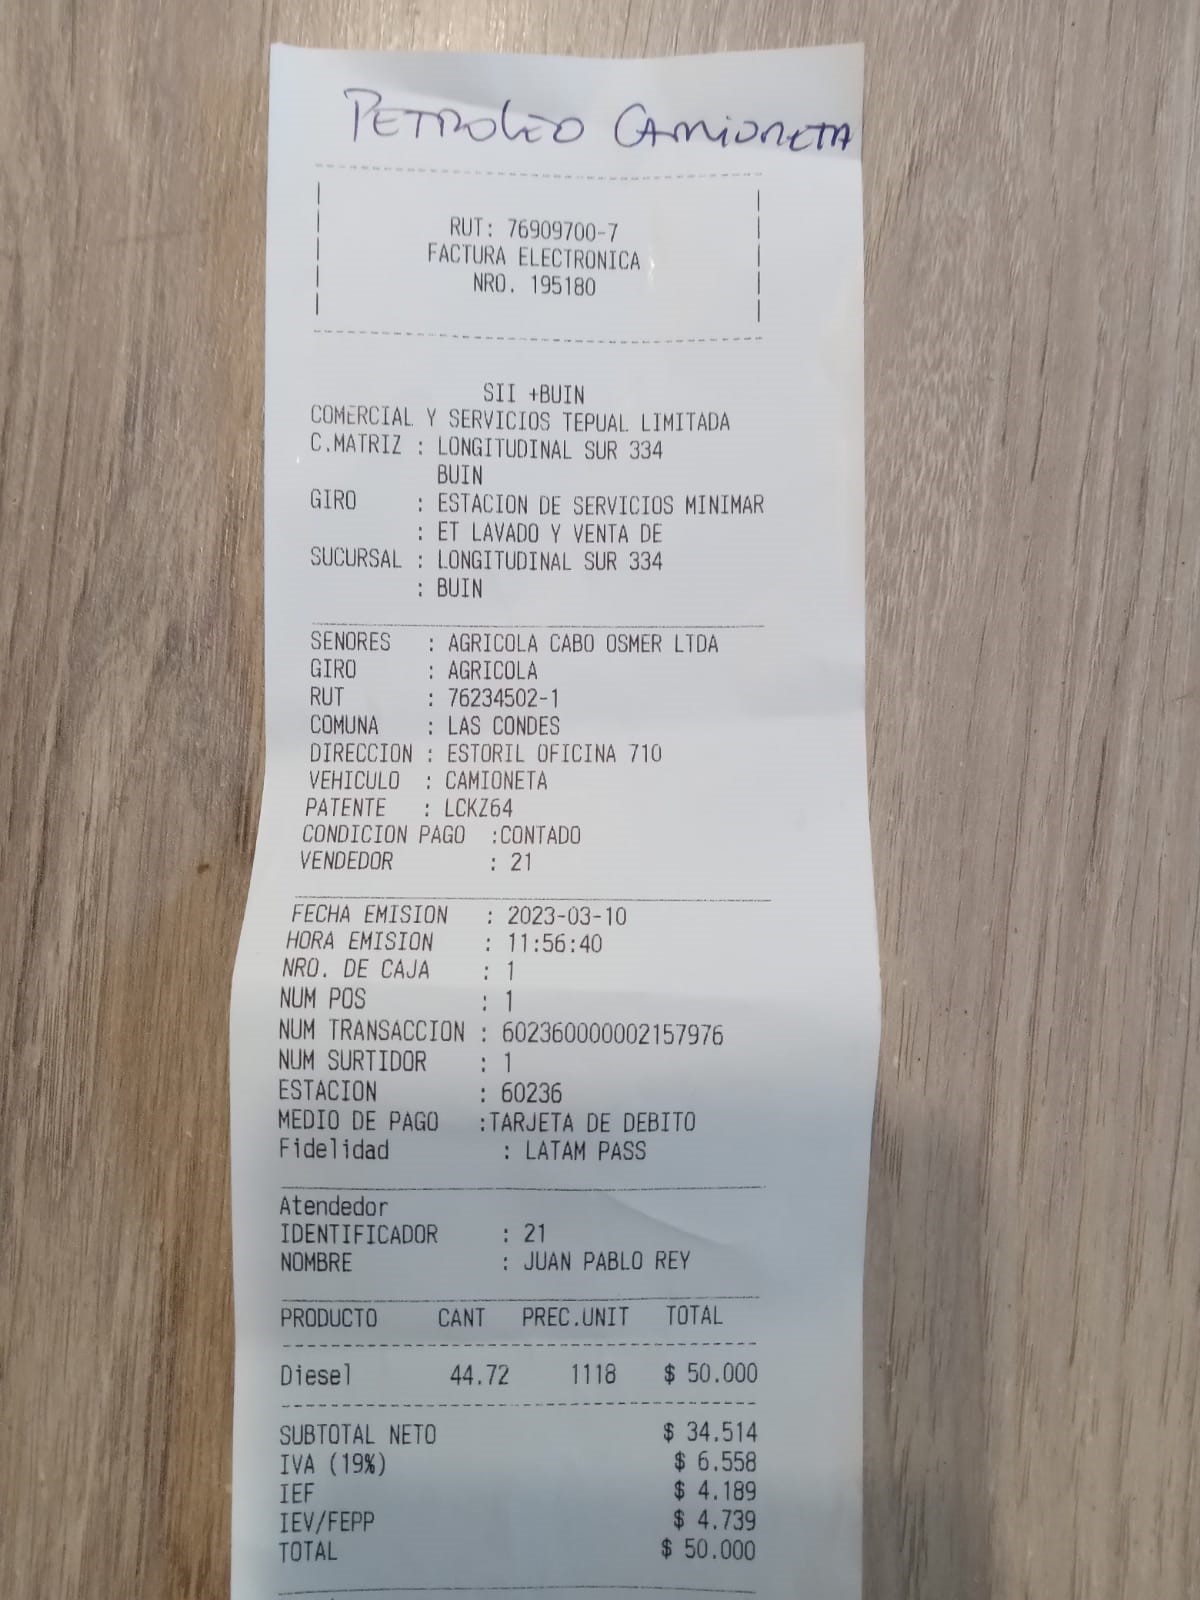 PETROLEO CAMIONETA
RUT: 76909700-7
FACTURA ELECTRONICA
NRO. 195180
SII +BUIN
COMERCIAL Y SERVICIOS TEPUAL LIMITADA
C.MATRIZ : LONGITUDINAL SUR 334
BUIN
GIRO : ESTACION DE SERVICIOS MINIMAR
: ET LAVADO Y VENTA DE
SUCURSAL : LONGITUDINAL SUR 334
: BUIN
SENORES : AGRICOLA CABO OSMER LTDA
GIRO : AGRICOLA
RUT : 76234502-1
COMUNA : LAS CONDES
DIRECCION : ESTORIL OFICINA 710
VEHICULO : CAMIONETA
PATENTE : LCKZ64
CONDICION PAGO :CONTADO
VENDEDOR : 21
FECHA EMISION : 2023-03-10
HORA EMISION : 11:56:40
NRO. DE CAJA : 1
NUM POS : 1
NUM TRANSACCION : 602360000002157976
NUM SURTIDOR : 1
ESTACION : 60236
MEDIO DE PAGO :TARJETA DE DEBITO
Fidelidad : LATAM PASS
Atendedor
IDENTIFICADOR : 21
NOMBRE : JUAN PABLO REY
PRODUCTO CANT PREC.UNIT TOTAL
Diesel 44.72 1118 $ 50.000
SUBTOTAL NETO $ 34.514
IVA (19%) $ 6.558
IEF $ 4.189
IEV/FEPP $ 4.739
TOTAL $ 50.000